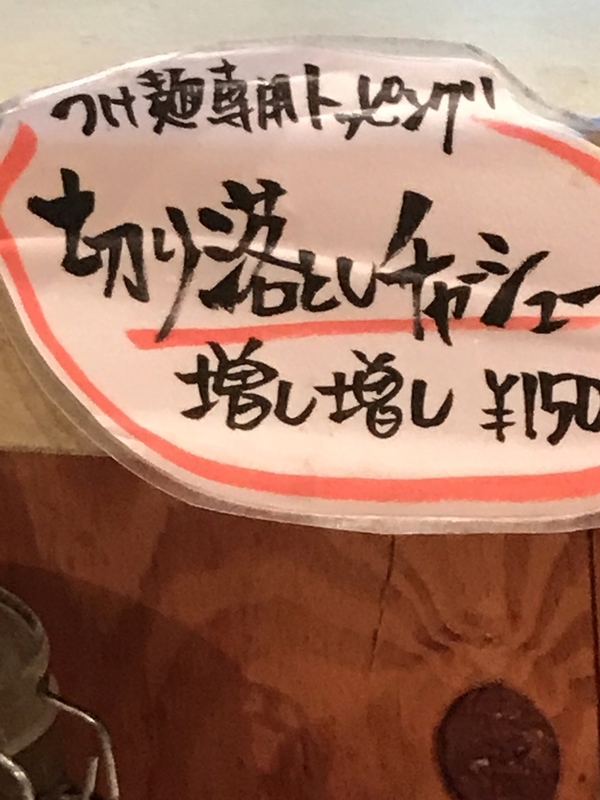 つけ麺専用トッピング
切り落としチャシュー
増し増し ¥150